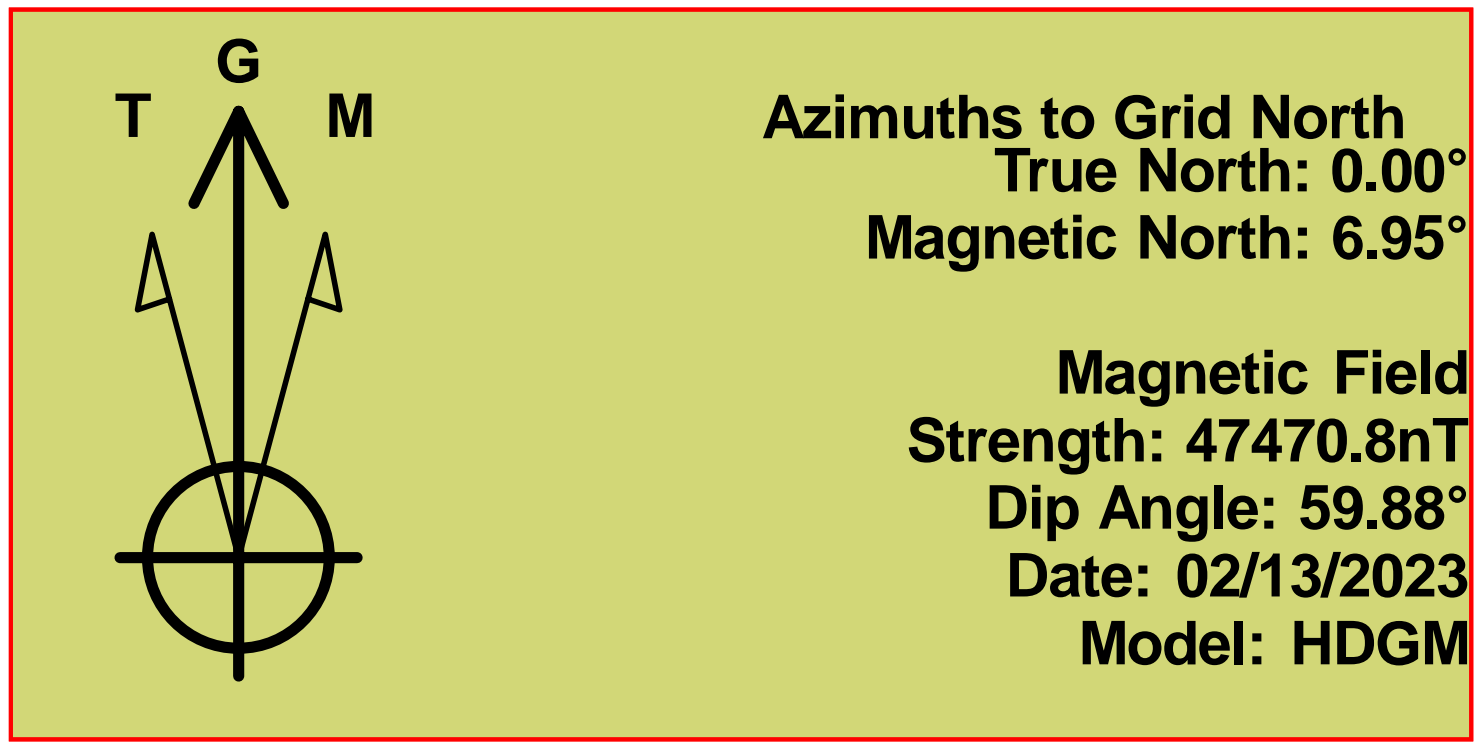 G
T M
Azimuths to Grid North
True North: 0.00°
Magnetic North: 6.95°
Magnetic Field
Strength: 47470.8nT
Dip Angle: 59.88°
Date: 02/13/2023
Model: HDGM